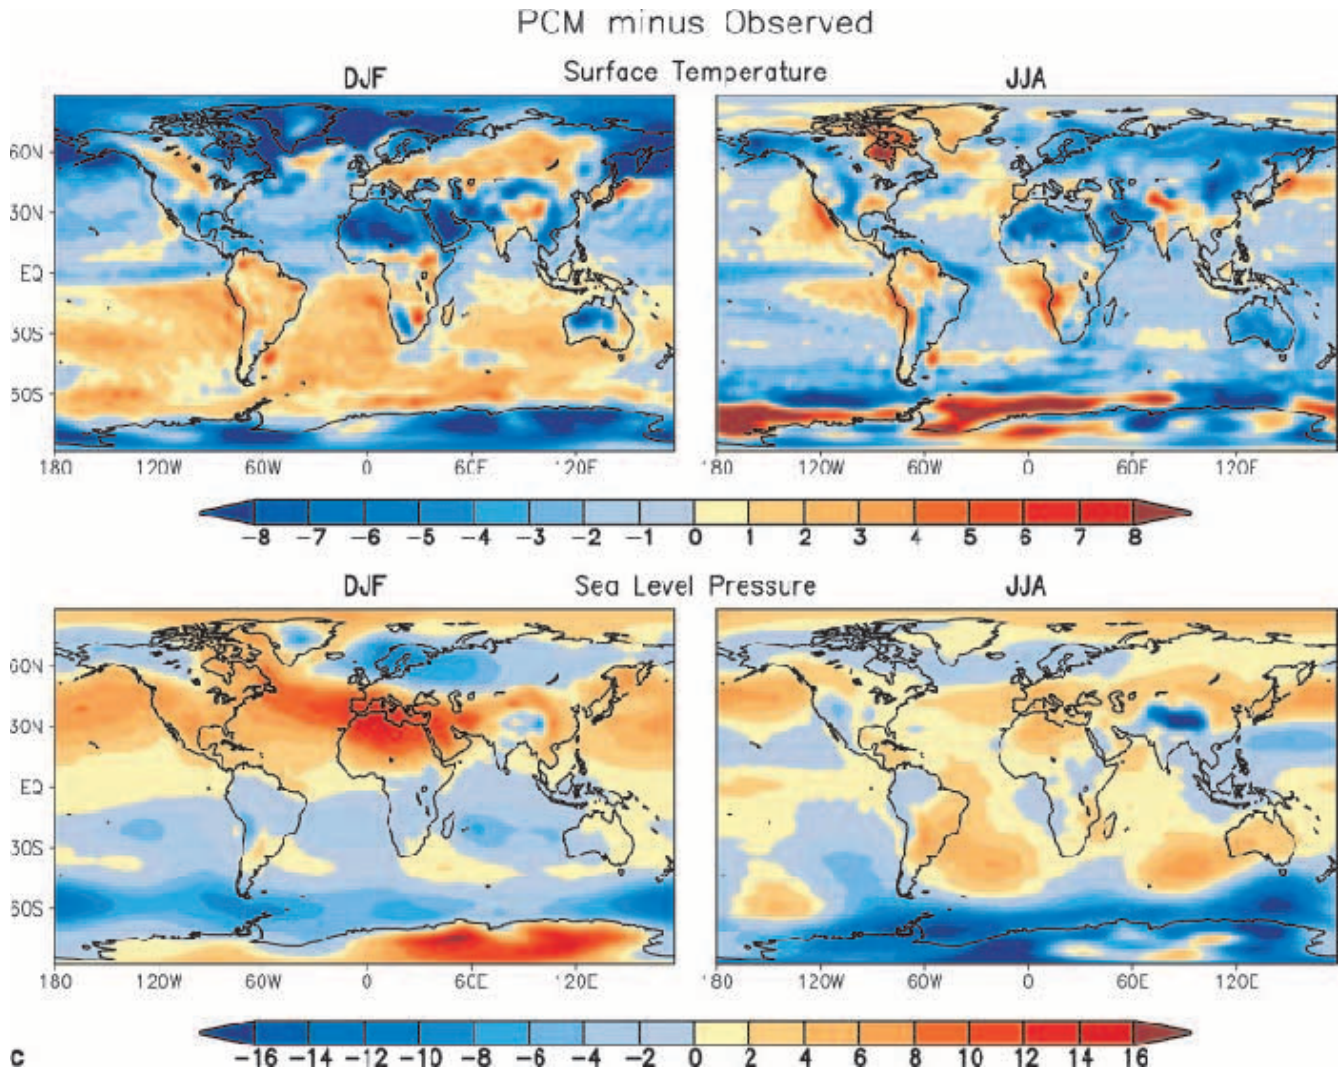 PCM minus Observed
DJF Surface Temperature JJA
60N
30N
EQ
30S
60S
180 120W 60W 0 60E 120E
180 120W 60W 0 60E 120E
-8 -7 -6 -5 -4 -3 -2 -1 0 1 2 4 5 6 7 8
DJF Sea Level Pressure JJA
60N
30N
EQ
30S
60S
180 120W 60W 0 60E 120E
180 120W 60W 0 60E 120E
-16 -14 -12 -10 -8 -6 -4 -2 0 2 4 6 8 10 12 14 16
c